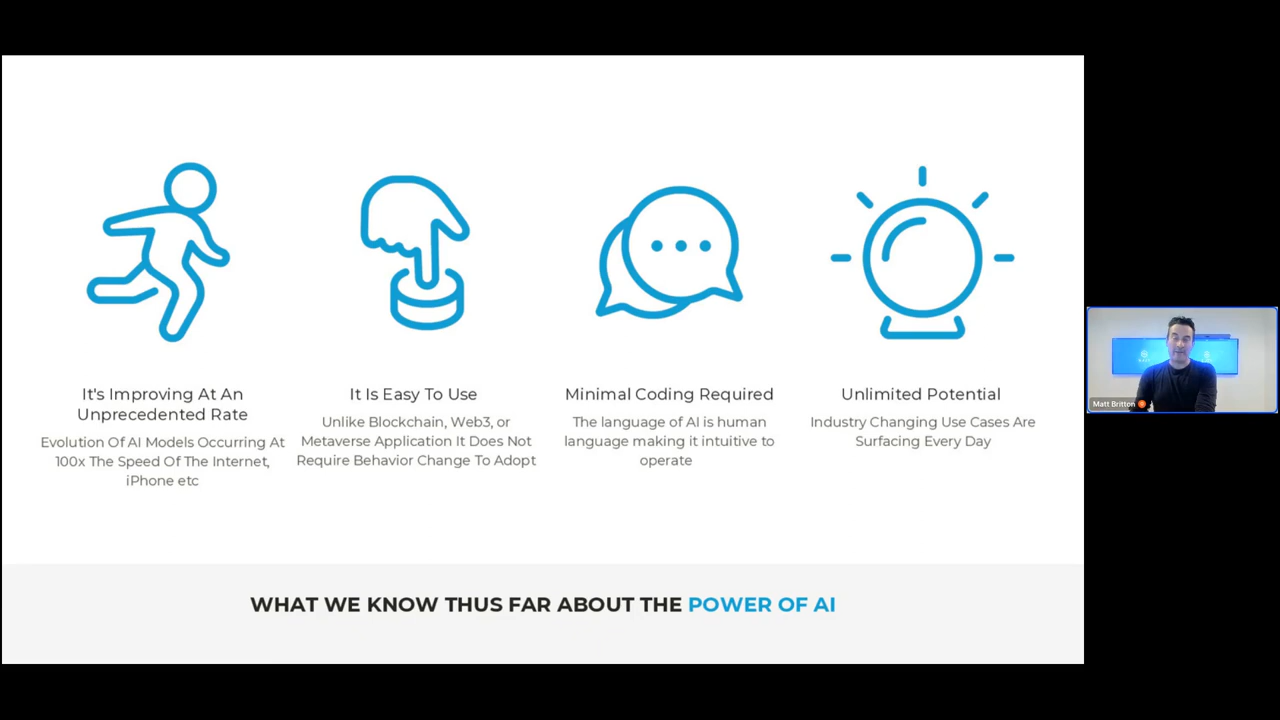 It's Improving At An
Unprecedented Rate
Evolution Of AI Models Occurring At
100x The Speed Of The Internet,
iPhone etc
It Is Easy To Use
Unlike Blockchain, Web3, or
Metaverse Application It Does Not
Require Behavior Change To Adopt
Minimal Coding Required
The language of AI is human
language making it intuitive to
operate
Unlimited Potential
Industry Changing Use Cases Are
Surfacing Every Day
WHAT WE KNOW THUS FAR ABOUT THE POWER OF AI
Matt Britton